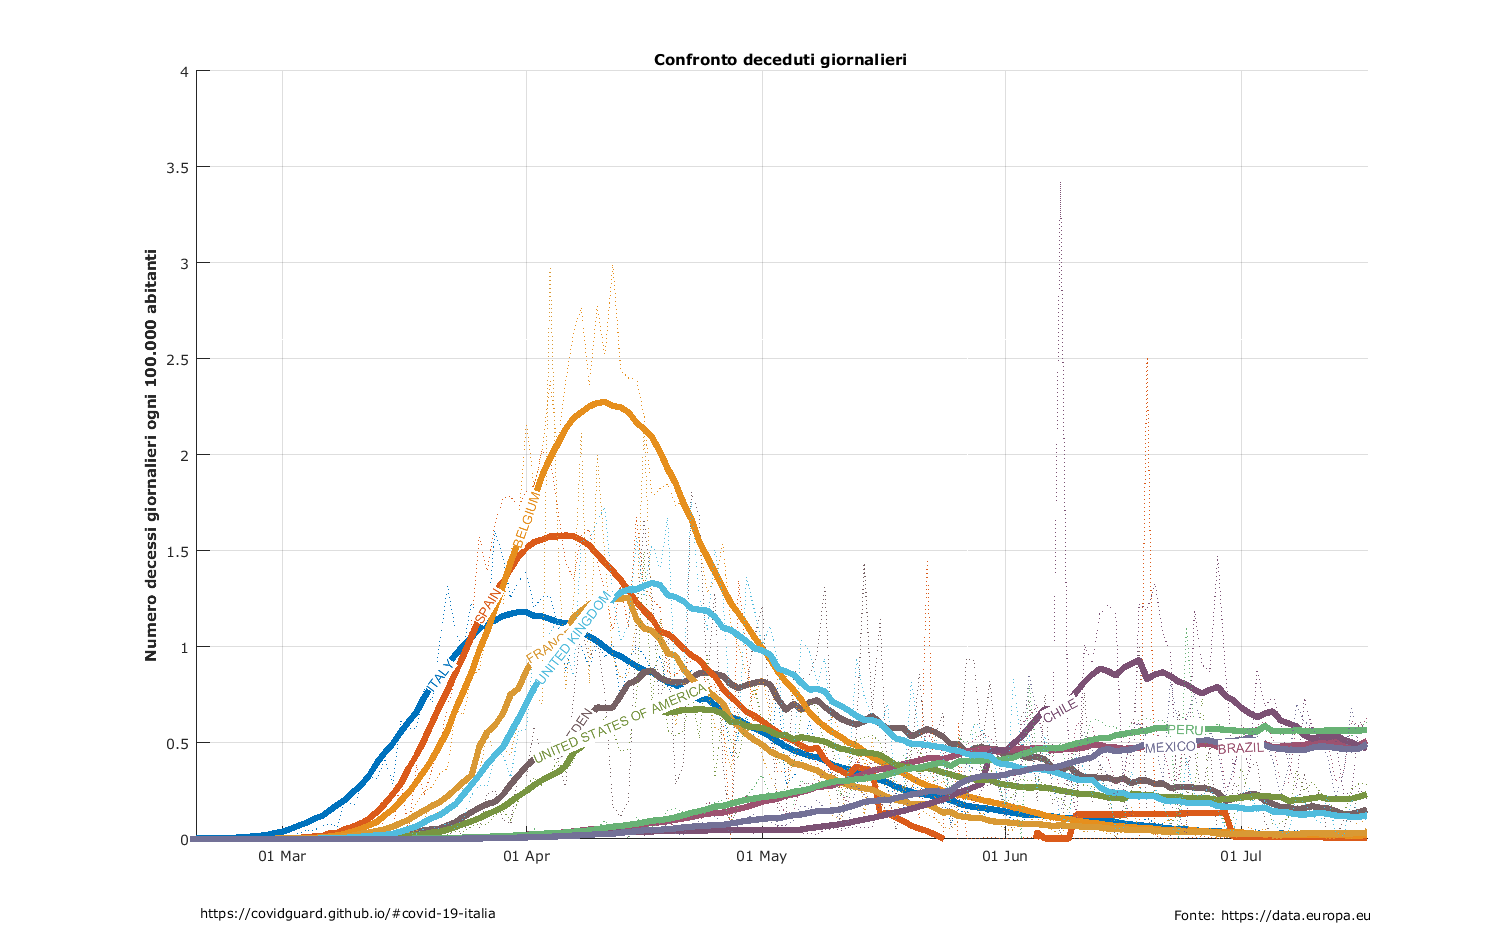 Confronto deceduti giornalieri
Numero decessi giornalieri ogni 100.000 abitanti
4
3.5
3
2.5
2
1.5
1
0.5
0
01 Mar
01 Apr
01 May
01 Jun
01 Jul
ITALY
SPAIN
BELGIUM
FRANC
UNITED KINGDOM
DEN
UNITED STATES OF AMERICA
CHILE
PERU
MEXICO
BRAZIL
https://covidguard.github.io/#covid-19-italia
Fonte: https://data.europa.eu